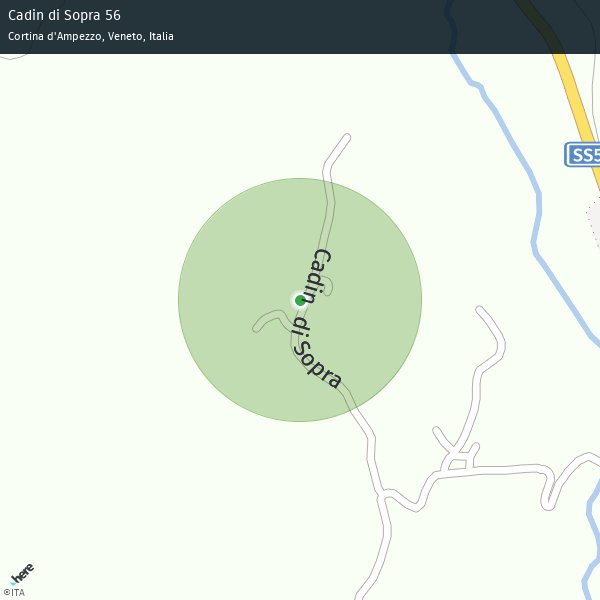 Cadin di Sopra 56
Cortina d'Ampezzo, Veneto, Italia
SS5
Cadin di Sopra
here
©ITA